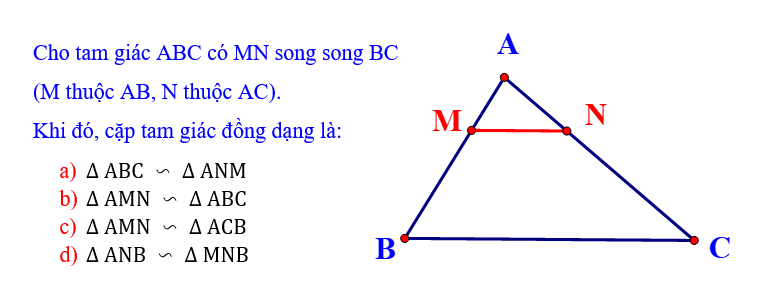 Cho tam giác ABC có MN song song BC
(M thuộc AB, N thuộc AC).
Khi đó, cặp tam giác đồng dạng là:
a) Δ ABC ∽ Δ ANM
b) Δ AMN ∽ Δ ABC
c) Δ AMN ∽ Δ ACB
d) Δ ANB ∽ Δ MNB
A
M
N
B
C